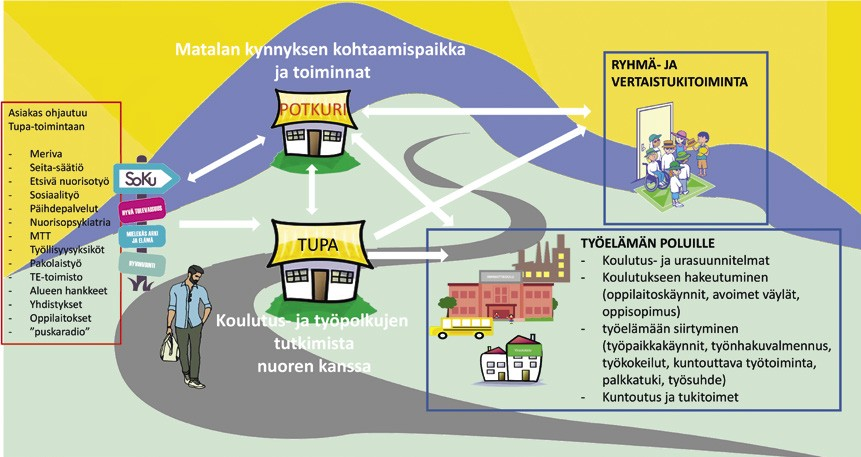 Matalan kynnyksen kohtaamispaikka
ja toiminnat
POTKURI
RYHMÄ- JA
VERTAISTUKITOIMINTA
Asiakas ohjautuu
Tupa-toimintaan
- Meriva
- Seita-säätiö
- Etsivä nuorisotyö
- Sosiaalityö
- Päihdepalvelut
- Nuorisopsykiatria
- MTT
- Työllisyysyksiköt
- Pakolaistyö
- TE-toimisto
- Alueen hankkeet
- Yhdistykset
- Oppilaitokset
- ”puskaradio”
SoKu
HYVÄ TULEVAISUUS
MIELEKÄS ARKI
JA ELÄMÄ
HYVINVOINTI
TUPA
Koulutus- ja työpolkujen
tutkimista
nuoren kanssa
TYÖELÄMÄN POLUILLE
- Koulutus- ja urasuunnitelmat
- Koulutukseen hakeutuminen
(oppilaitoskäynnit, avoimet väylät,
oppisopimus)
- työelämään siirtyminen
(työpaikkakäynnit, työnhakuvalmennus,
työkokeilut, kuntouttava työtoiminta,
palkkatuki, työsuhde)
- Kuntoutus ja tukitoimet